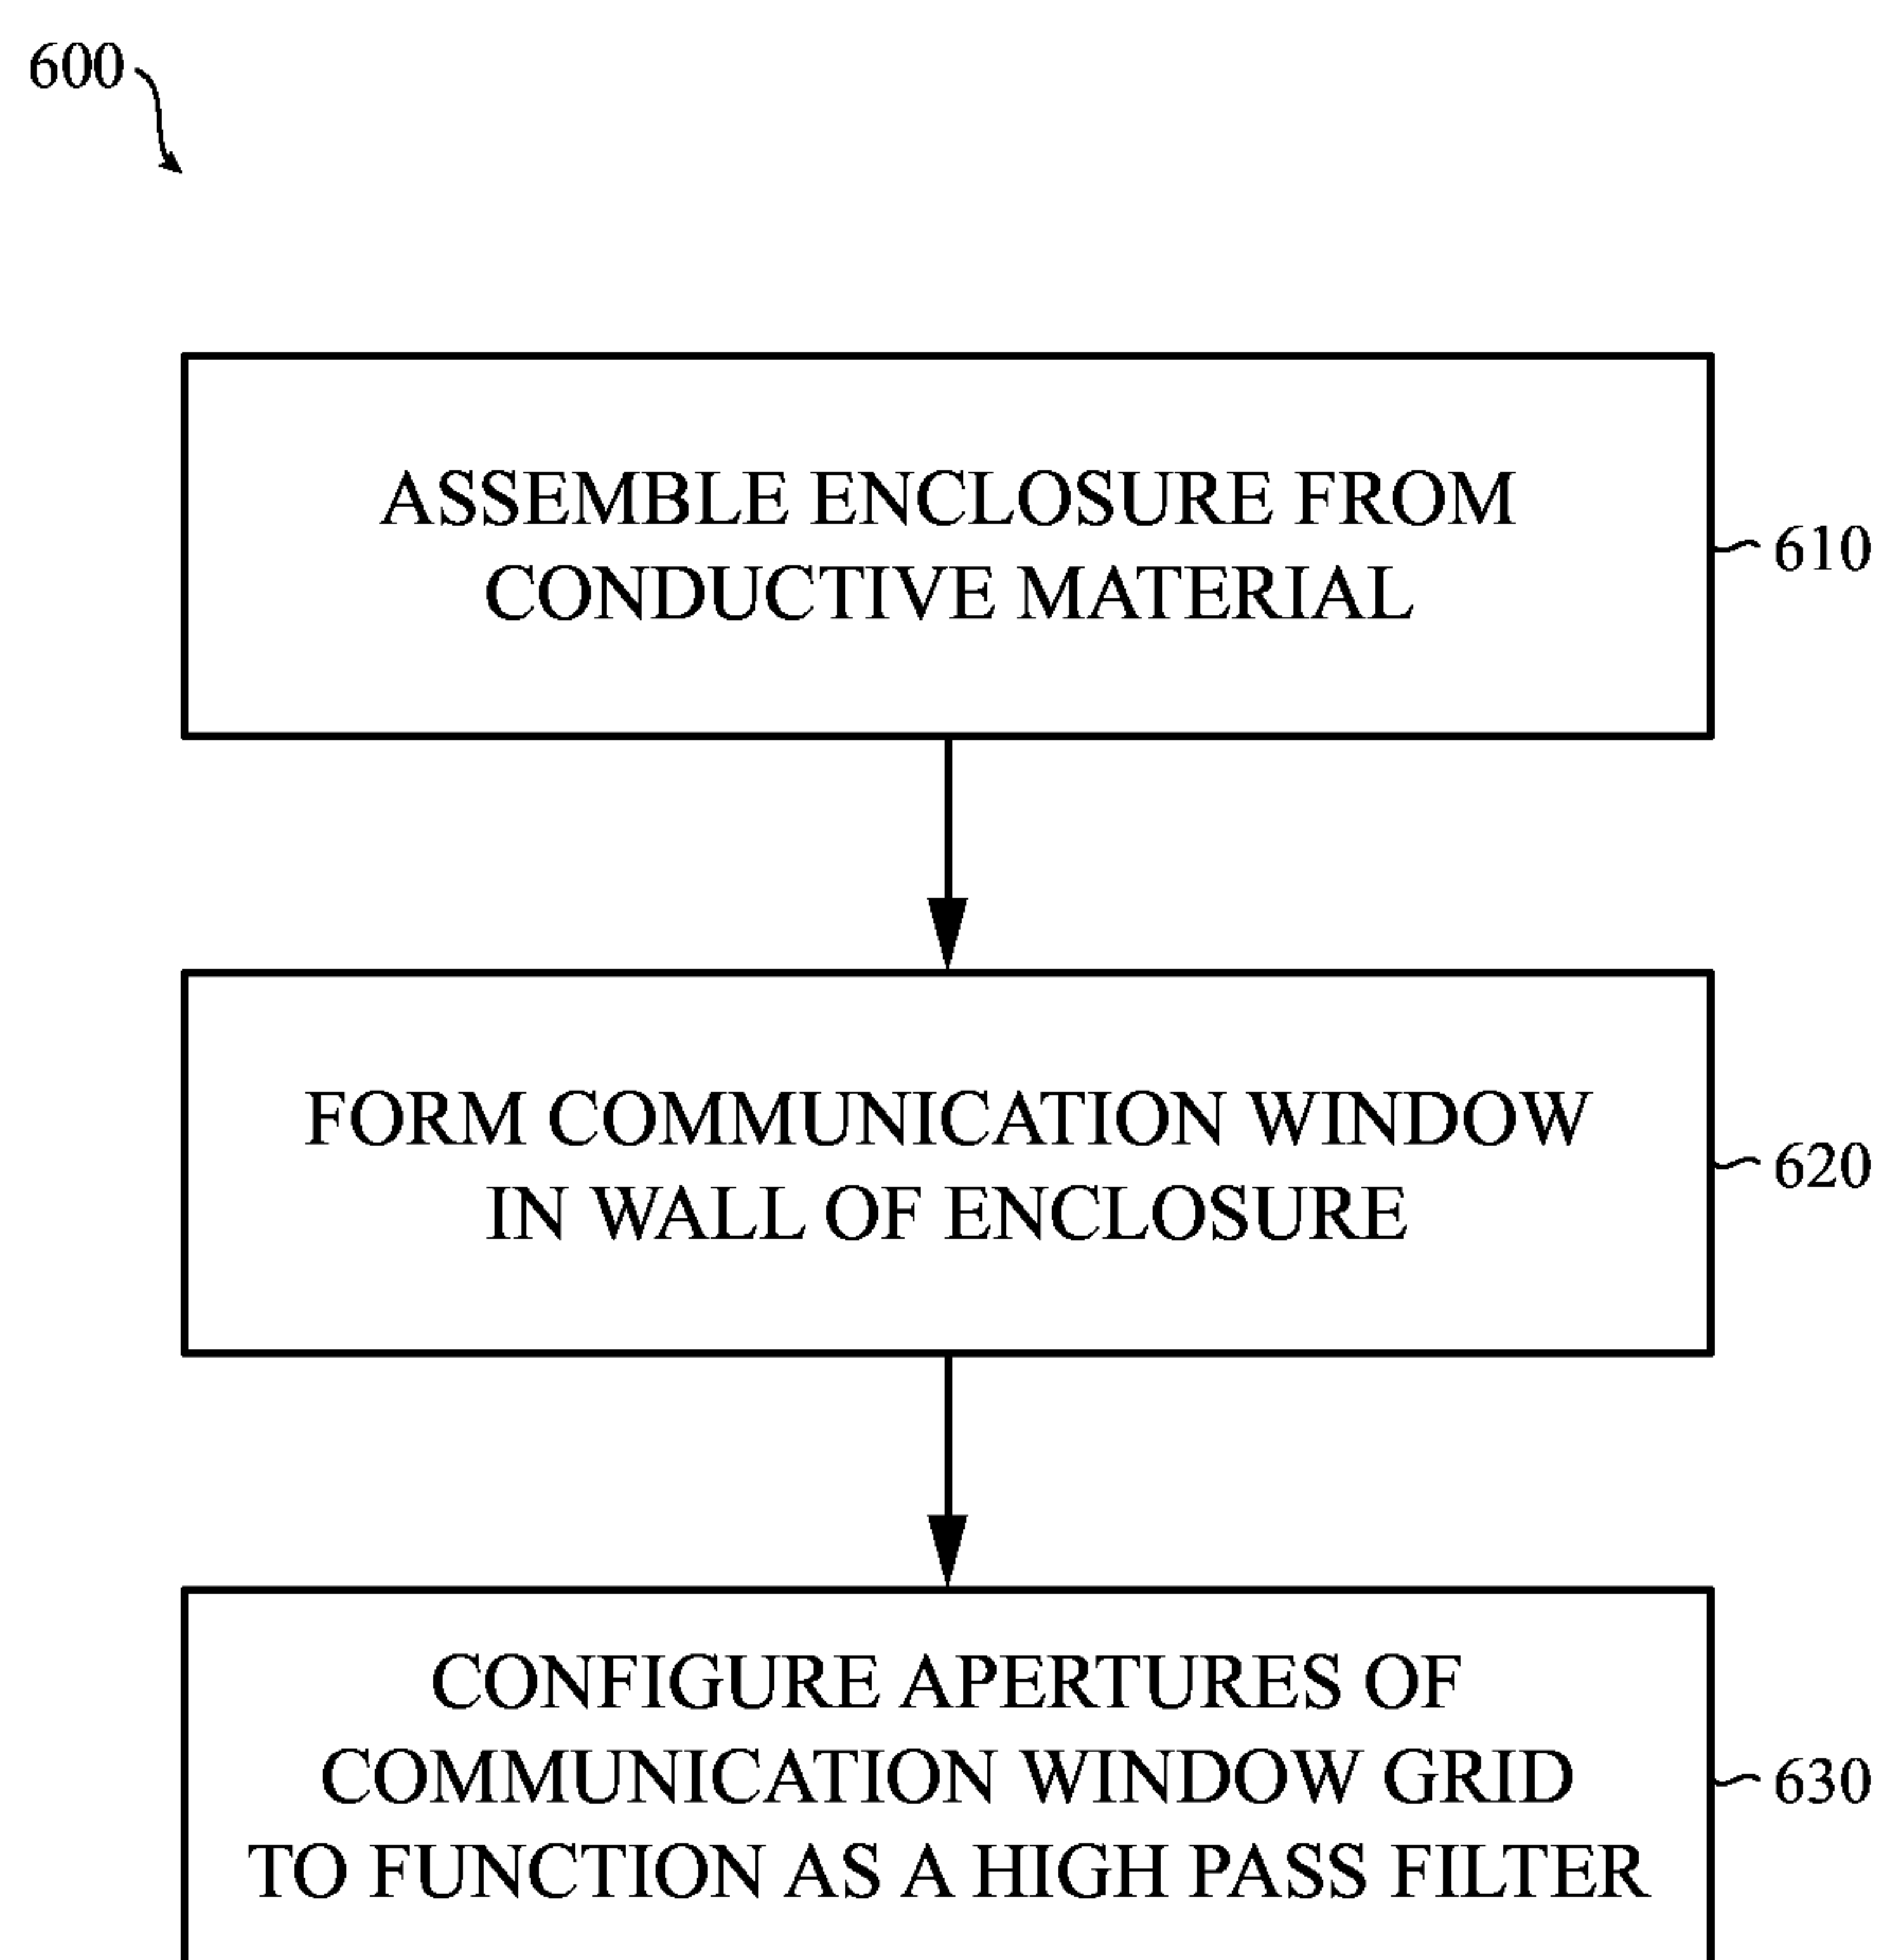 600
ASSEMBLE ENCLOSURE FROM
CONDUCTIVE MATERIAL
610
FORM COMMUNICATION WINDOW
IN WALL OF ENCLOSURE
620
CONFIGURE APERTURES OF
COMMUNICATION WINDOW GRID
TO FUNCTION AS A HIGH PASS FILTER
630